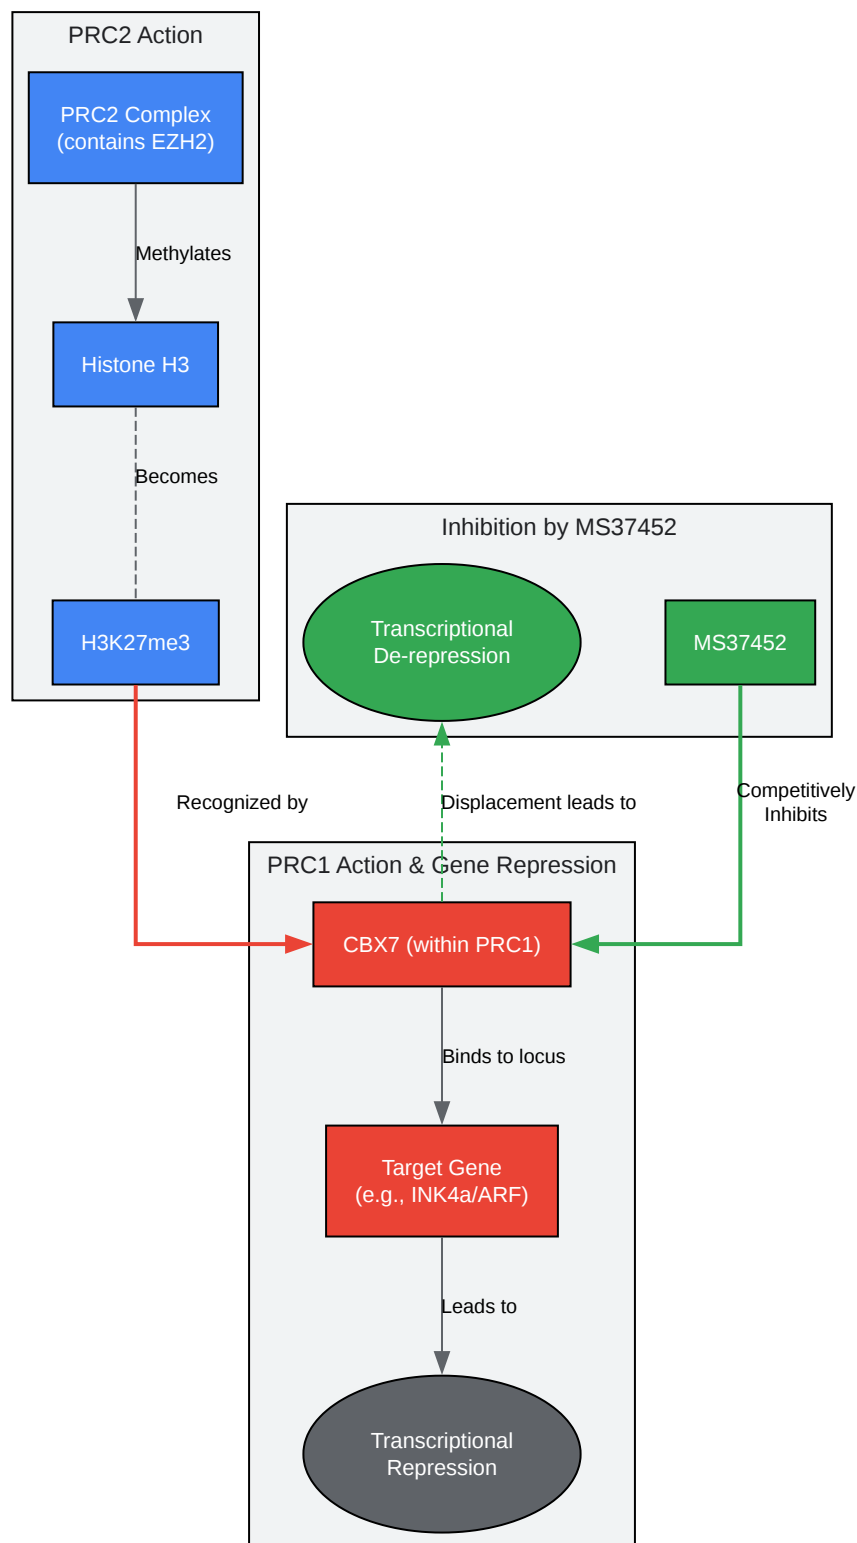 PRC2 Action
PRC2 Complex
(contains EZH2)
Methylates
Histone H3
Becomes
H3K27me3
Inhibition by MS37452
Transcriptional
De-repression
MS37452
Recognized by
Displacement leads to
Competitively
Inhibits
PRC1 Action & Gene Repression
CBX7 (within PRC1)
Binds to locus
Target Gene
(e.g., INK4a/ARF)
Leads to
Transcriptional
Repression